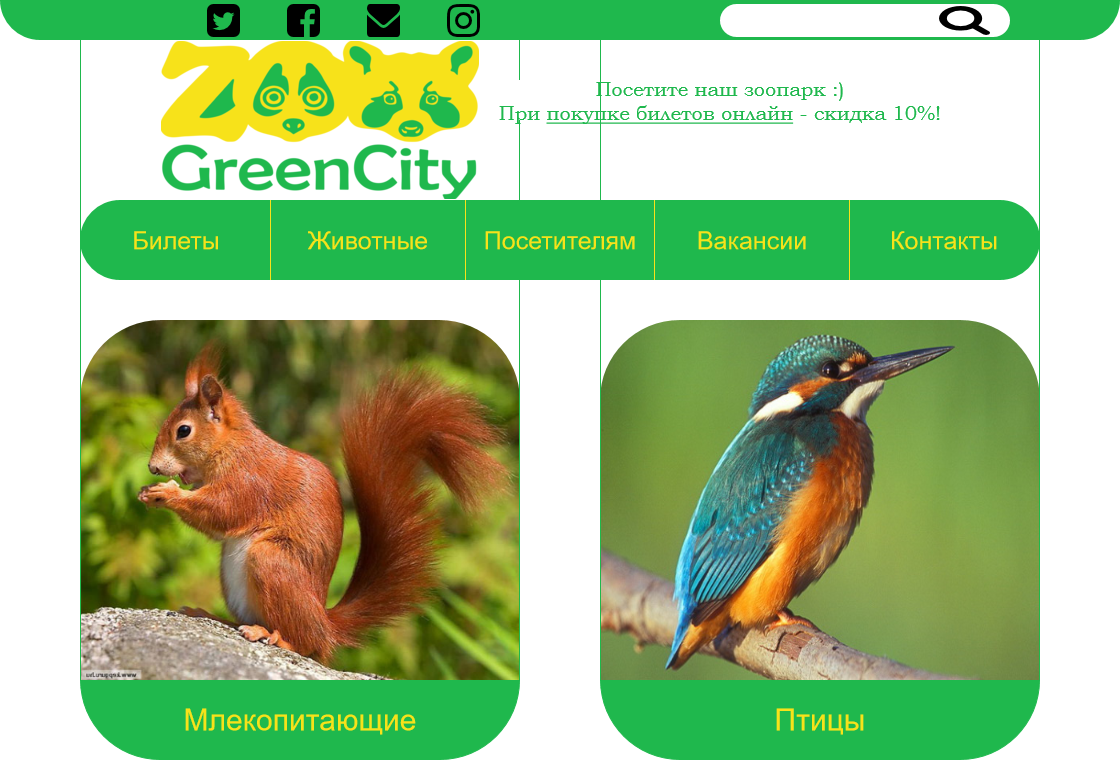 ZOO
GreenCity
Посетите наш зоопарк :)
При покупке билетов онлайн - скидка 10%!
Билеты
Животные
Посетителям
Вакансии
Контакты
Млекопитающие
Птицы